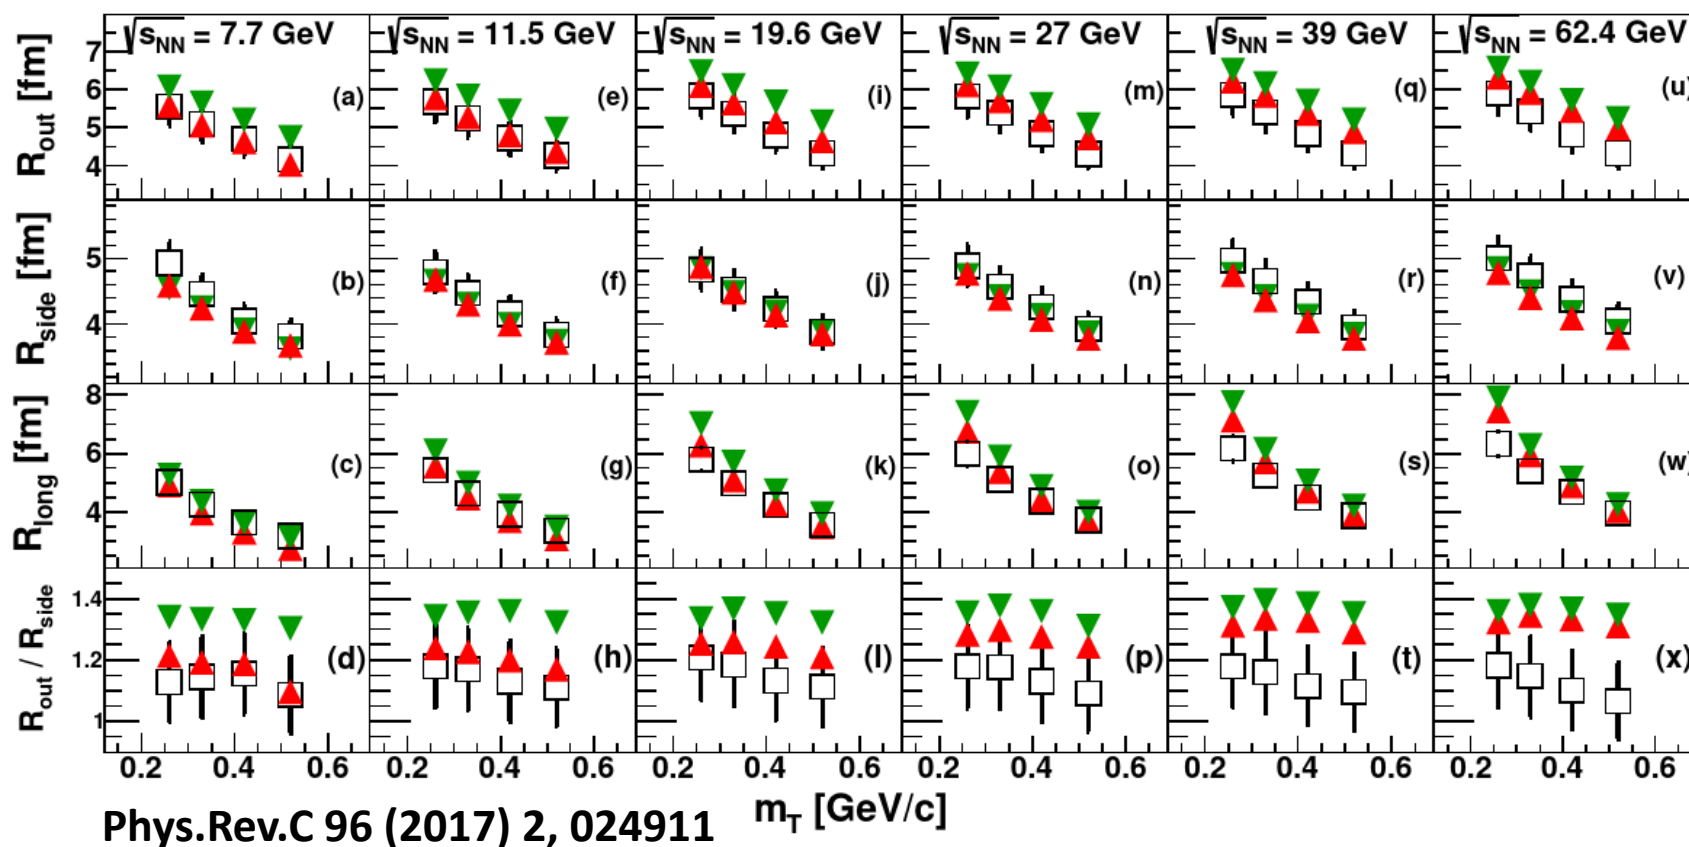 √sNN = 7.7 GeV √sNN = 11.5 GeV √sNN = 19.6 GeV √sNN = 27 GeV √sNN = 39 GeV √sNN = 62.4 GeV
Rout [fm]
7
6
5
4
(a) (e) (i) (m) (q) (u)
Rside [fm]
5
4
(b) (f) (j) (n) (r) (v)
Rlong [fm]
8
6
4
(c) (g) (k) (o) (s) (w)
Rout / Rside
1.4
1.2
1
(d) (h) (l) (p) (t) (x)
0.2 0.4 0.6 0.2 0.4 0.6 0.2 0.4 0.6 0.2 0.4 0.6 0.2 0.4 0.6 0.2 0.4 0.6
mT [GeV/c]
Phys.Rev.C 96 (2017) 2, 024911